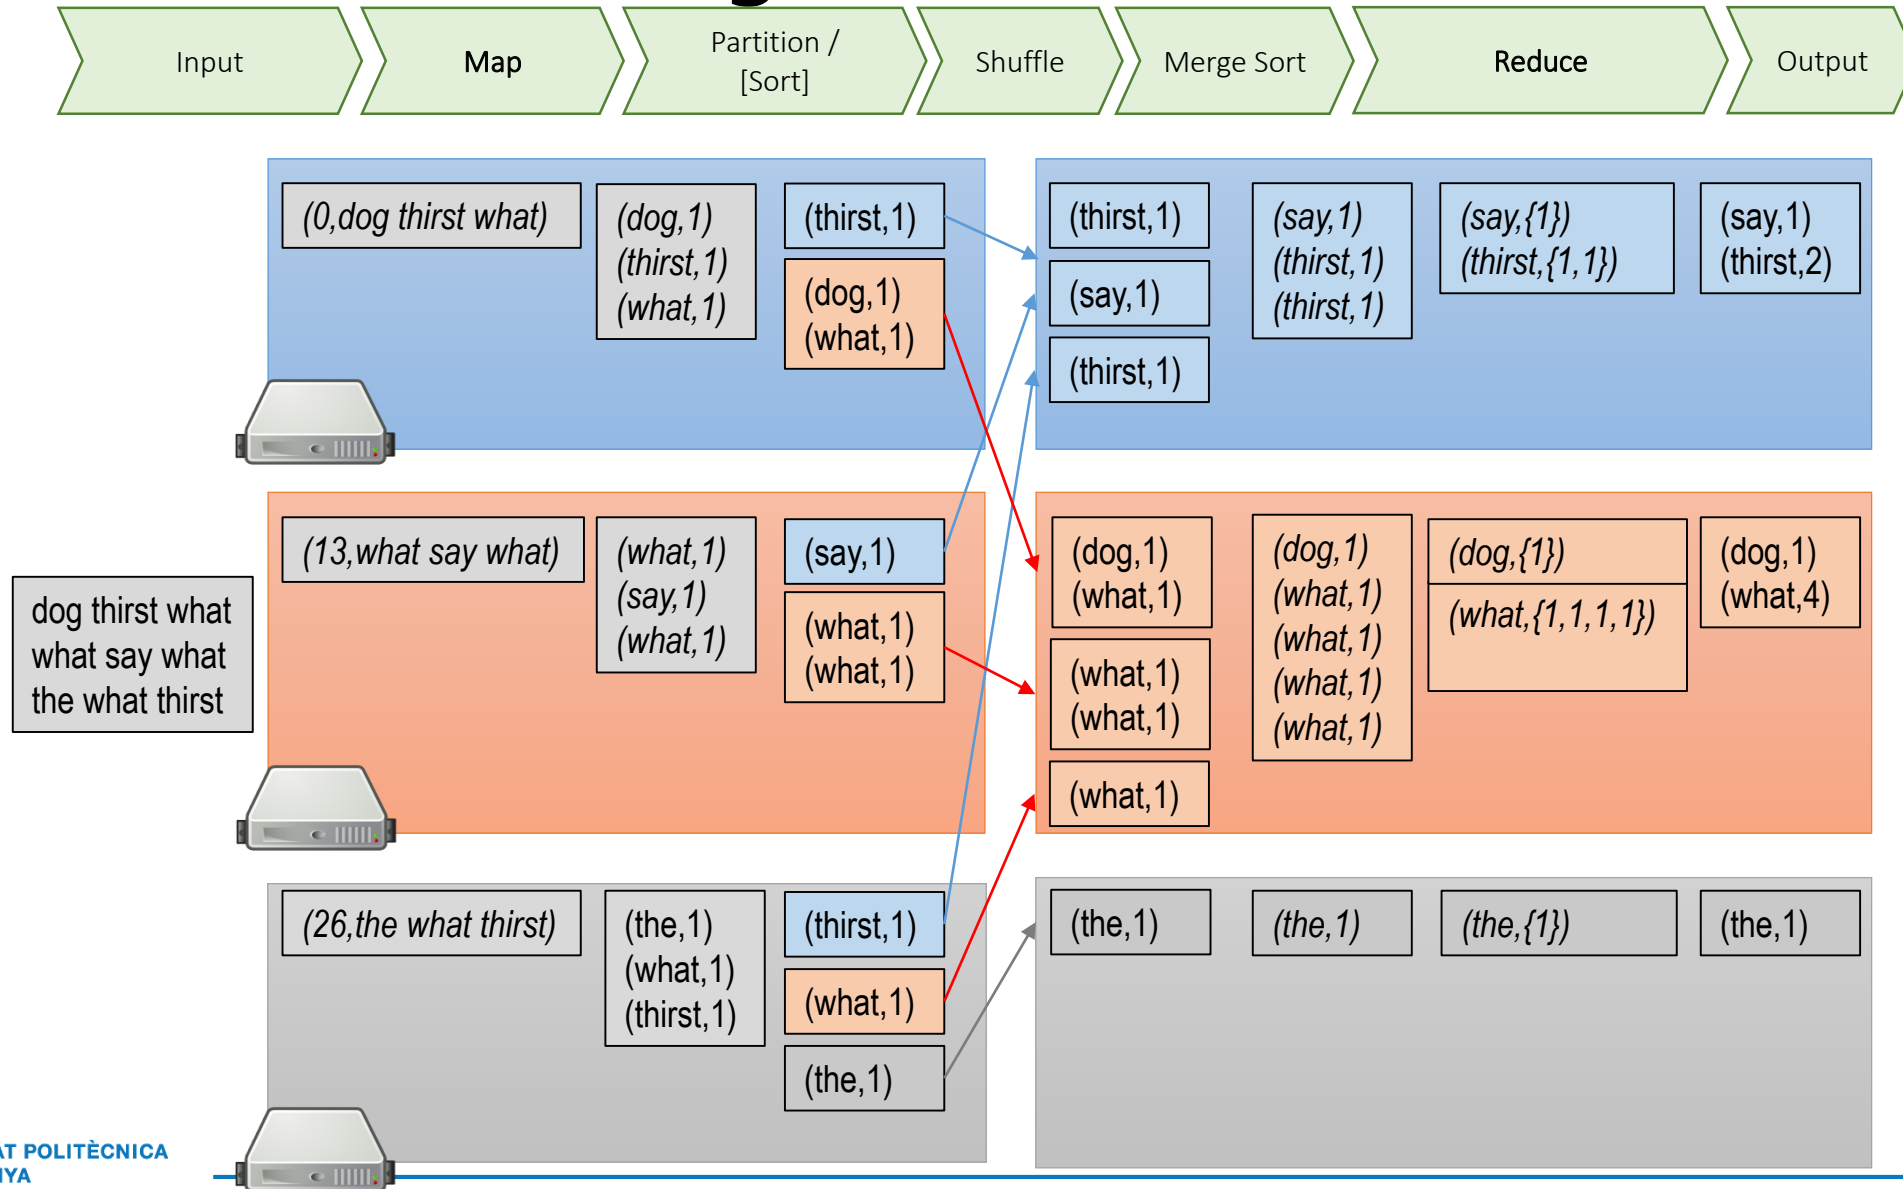 Input
Map
Partition /
[Sort]
Shuffle
Merge Sort
Reduce
Output
dog thirst what
what say what
the what thirst
(0,dog thirst what)
(dog,1)
(thirst,1)
(what,1)
(thirst,1)
(dog,1)
(what,1)
(thirst,1)
(say,1)
(thirst,1)
(say,1)
(thirst,1)
(thirst,1)
(say,{1})
(thirst,{1,1})
(say,1)
(thirst,2)
(13,what say what)
(what,1)
(say,1)
(what,1)
(say,1)
(what,1)
(what,1)
(dog,1)
(what,1)
(what,1)
(what,1)
(what,1)
(dog,1)
(what,1)
(what,1)
(what,1)
(what,1)
(dog,{1})
(what,{1,1,1,1})
(dog,1)
(what,4)
(26,the what thirst)
(the,1)
(what,1)
(thirst,1)
(thirst,1)
(what,1)
(the,1)
(the,1)
(the,1)
(the,{1})
(the,1)
AT POLITÈCNICA
NYA